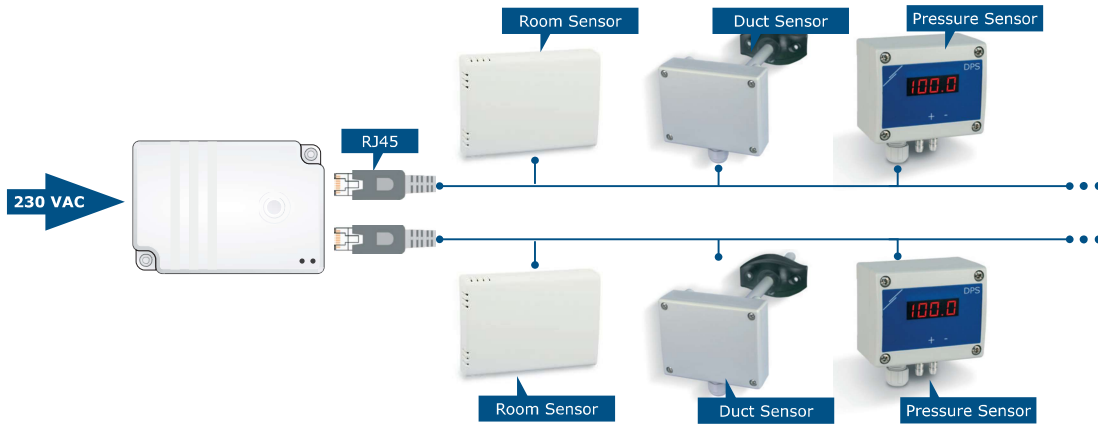 Room Sensor
Duct Sensor
Pressure Sensor
DPS
100.0
+ -
RJ45
230 VAC
DPS
100.0
+ -
Room Sensor
Duct Sensor
Pressure Sensor